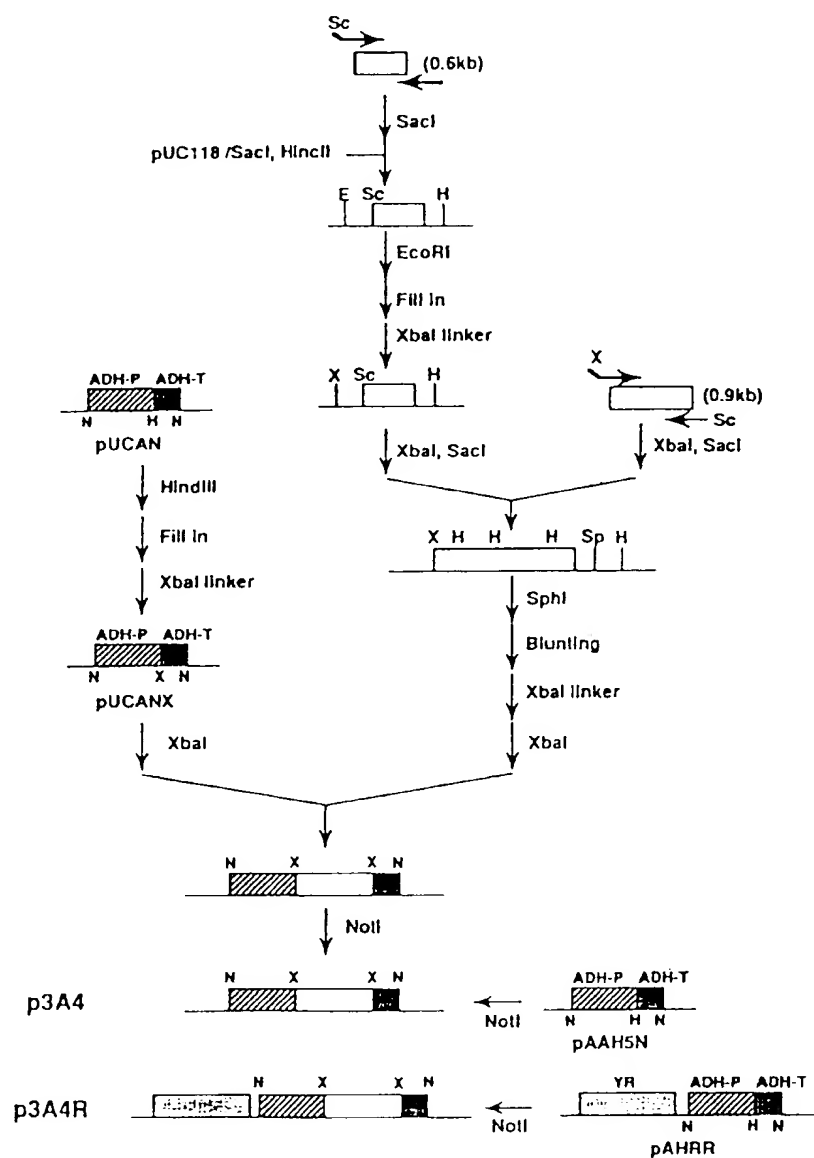 Sc
(0.6kb)
SacI
pUC118 /SacI, HincII
E Sc H
EcoRI
Fill in
XbaI linker
X Sc H
XbaI, SacI
X
(0.9kb)
Sc
XbaI, SacI
ADH-P ADH-T
N H N
pUCAN
HindIII
Fill in
XbaI linker
ADH-P ADH-T
N X N
pUCANX
XbaI
X H H H Sp H
SphI
Blunting
XbaI linker
XbaI
N X X N
NotI
p3A4
N X X N
NotI
ADH-P ADH-T
N H N
pAAH5N
p3A4R
N X X N
NotI
YR ADH-P ADH-T
N H N
pAHRR